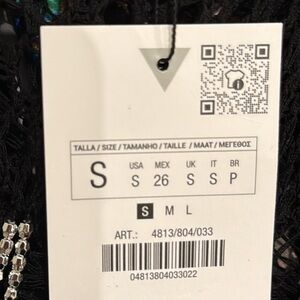 TALLA / SIZE / TAMANHO / TAILLE / MAAT / ΜΕΓΕΘΟΣ
USA MEX UK IT BR
S S 26 S S P
S M L
ART.: 4813/804/033
04813804033022